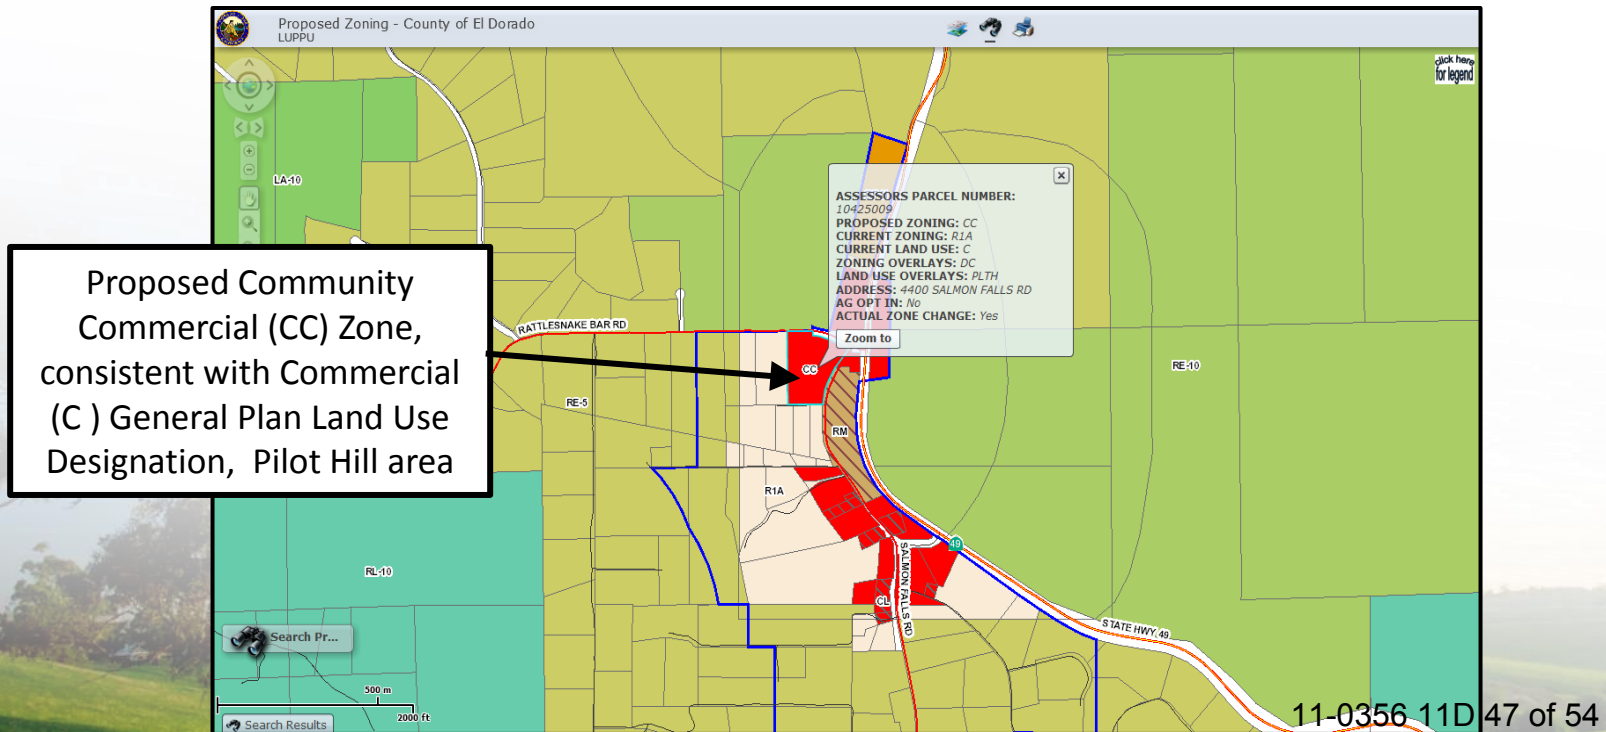 Proposed Zoning - County of El Dorado
LUPPU
click here
for legend
LA-10
ASSESSORS PARCEL NUMBER:
10425009
PROPOSED ZONING: CC
CURRENT ZONING: R1A
CURRENT LAND USE: C
ZONING OVERLAYS: DC
LAND USE OVERLAYS: PLTH
ADDRESS: 4400 SALMON FALLS RD
AG OPT IN: No
ACTUAL ZONE CHANGE: Yes
Zoom to
Proposed Community
Commercial (CC) Zone,
consistent with Commercial
(C ) General Plan Land Use
Designation, Pilot Hill area
RATTLESNAKE BAR RD
CC
RE-10
RE-5
RM
R1A
49
RL-10
SALMON FALLS RD
CL
STATE HWY 49
Search Pr...
500 m
2000 ft
Search Results
11-0356 11D 47 of 54